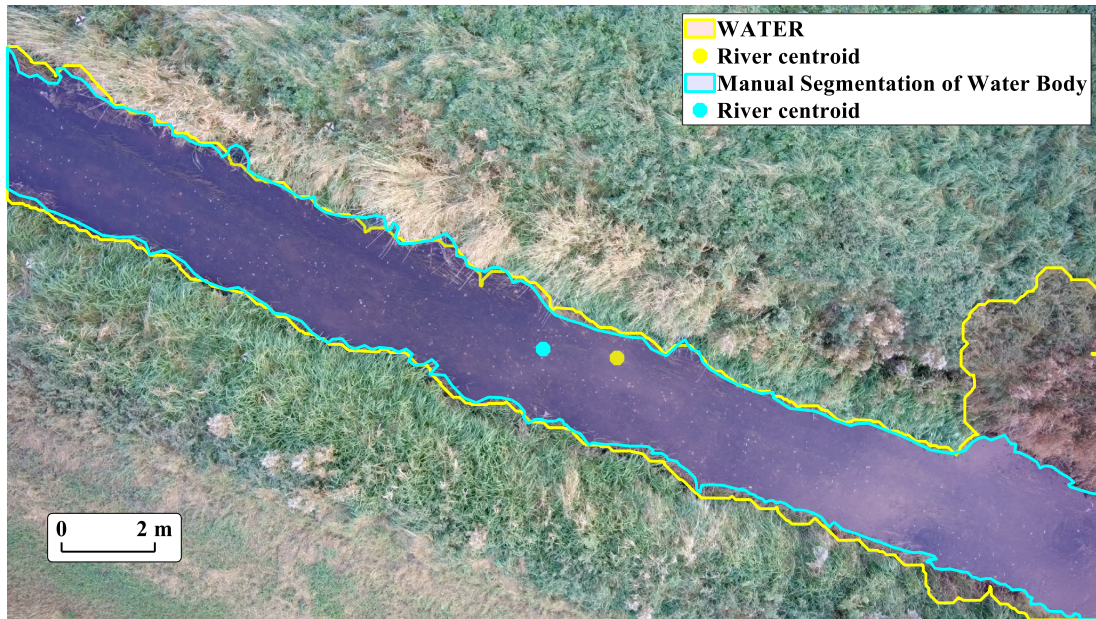 WATER
River centroid
Manual Segmentation of Water Body
River centroid
0 2 m